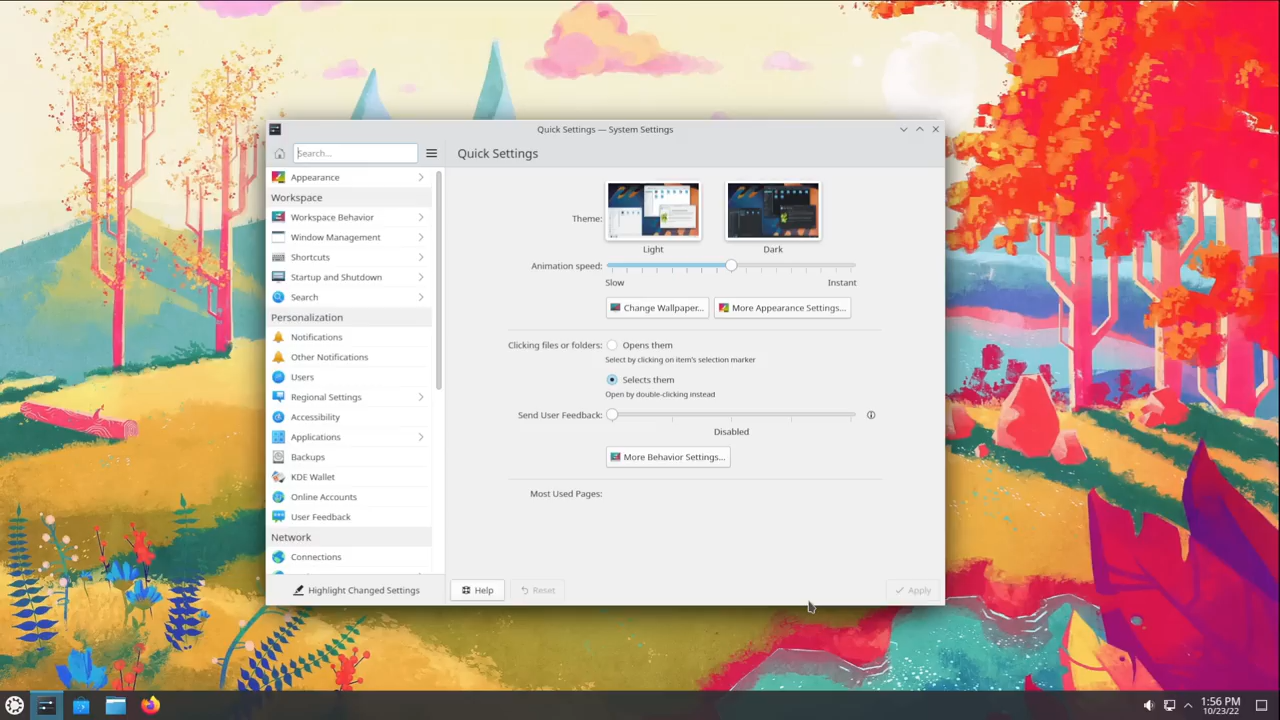 Quick Settings — System Settings
Search...
Quick Settings
Appearance
Workspace
Workspace Behavior
Window Management
Shortcuts
Startup and Shutdown
Search
Personalization
Notifications
Other Notifications
Users
Regional Settings
Accessibility
Applications
Backups
KDE Wallet
Online Accounts
User Feedback
Network
Connections
Highlight Changed Settings
Theme:
Light
Dark
Animation speed:
Slow
Instant
Change Wallpaper...
More Appearance Settings...
Clicking files or folders:
Opens them
Select by clicking on item's selection marker
Selects them
Open by double-clicking instead
Send User Feedback:
Disabled
More Behavior Settings...
Most Used Pages:
Help
Reset
Apply
1:56 PM
10/23/22